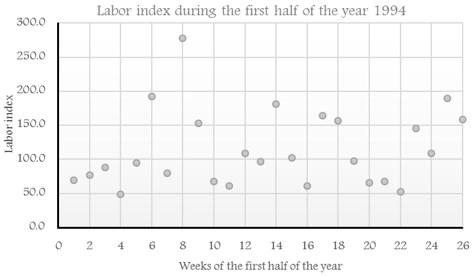 Labor index during the first half of the year 1994
300.0
250.0
200.0
150.0
100.0
50.0
0.0
Labor index
0 2 4 6 8 10 12 14 16 18 20 22 24 26
Weeks of the first half of the year